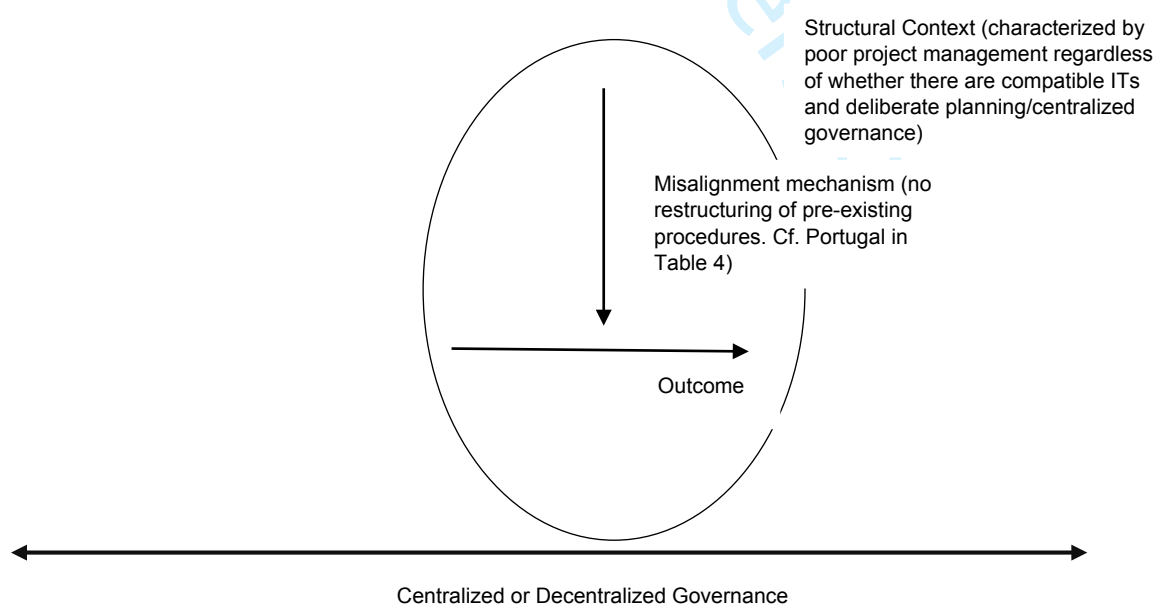 Structural Context (characterized by
poor project management regardless
of whether there are compatible ITs
and deliberate planning/centralized
governance)
Misalignment mechanism (no
restructuring of pre-existing
procedures. Cf. Portugal in
Table 4)
Outcome
Centralized or Decentralized Governance